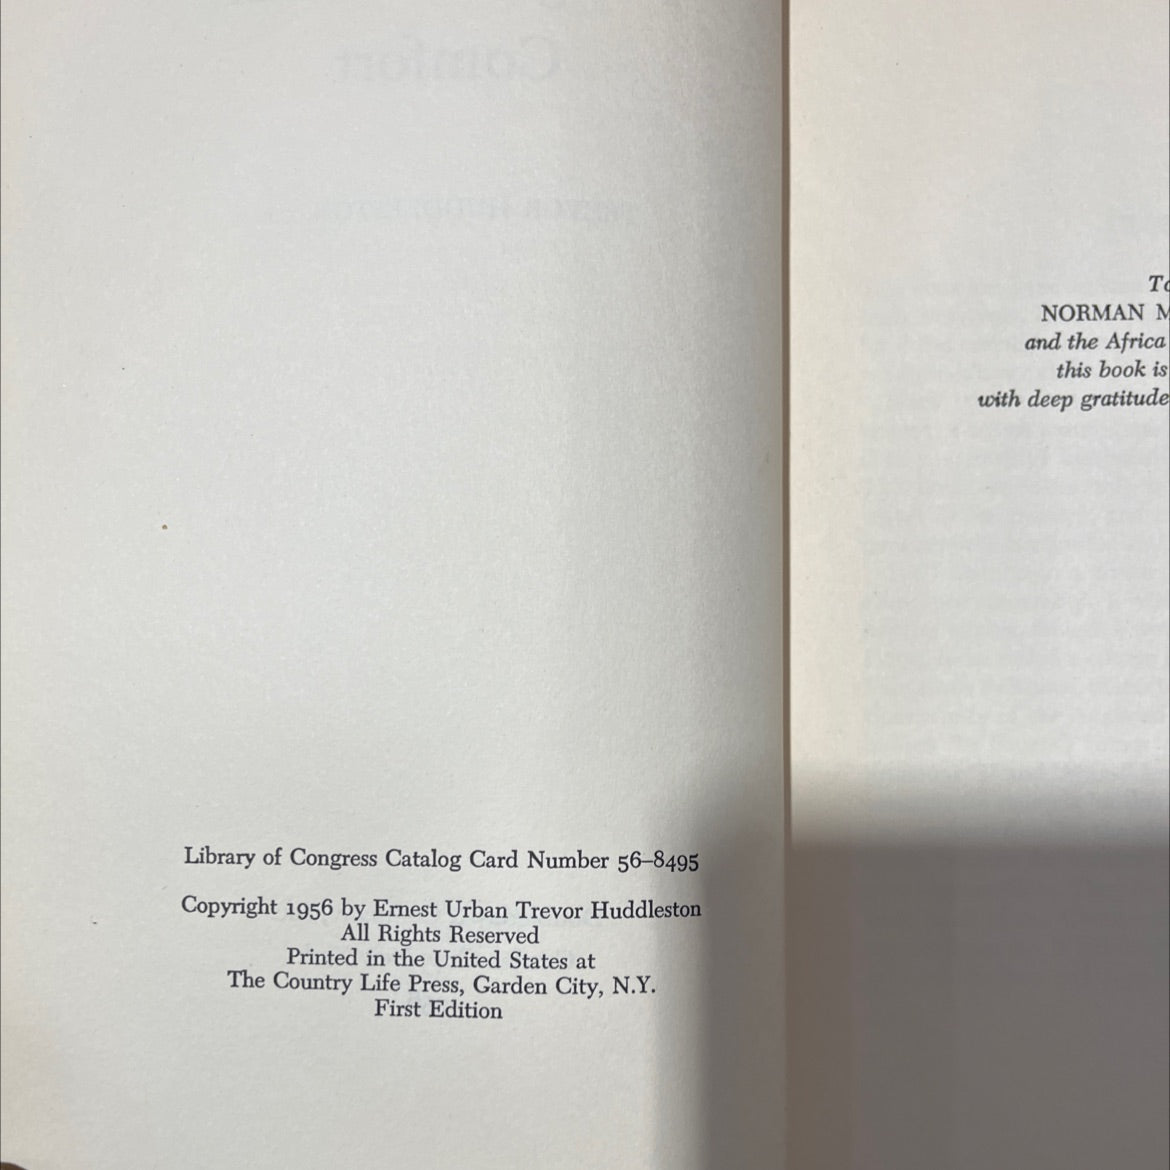 Library of Congress Catalog Card Number 56–8495
Copyright 1956 by Ernest Urban Trevor Huddleston
All Rights Reserved
Printed in the United States at
The Country Life Press, Garden City, N.Y.
First Edition
To
NORMAN M
and the Africa
this book is
with deep gratitude